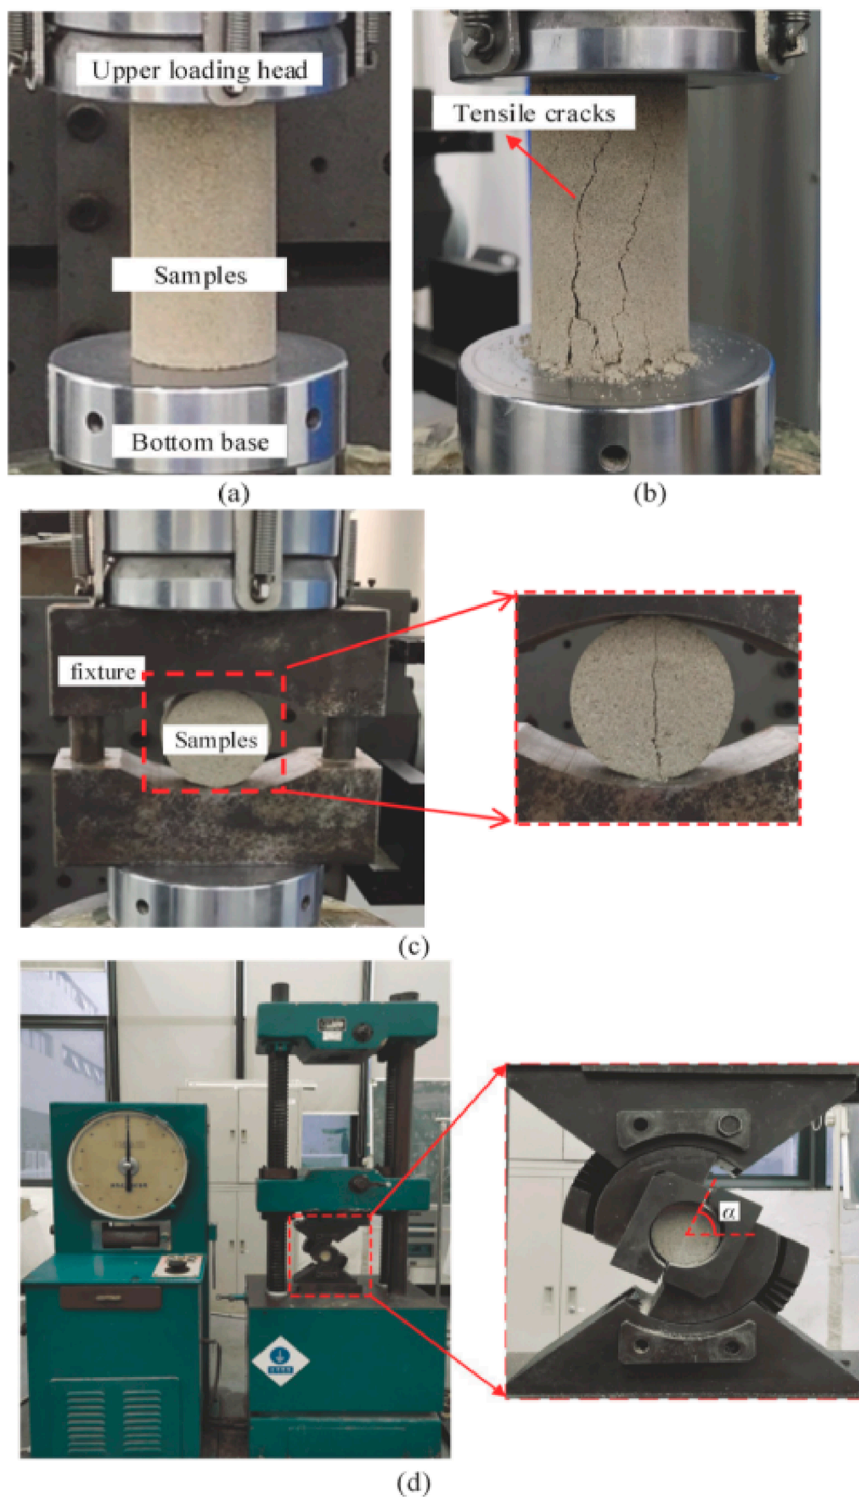 Upper loading head
Samples
Bottom base
(a)
Tensile cracks
(b)
fixture
Samples
(c)
α
(d)